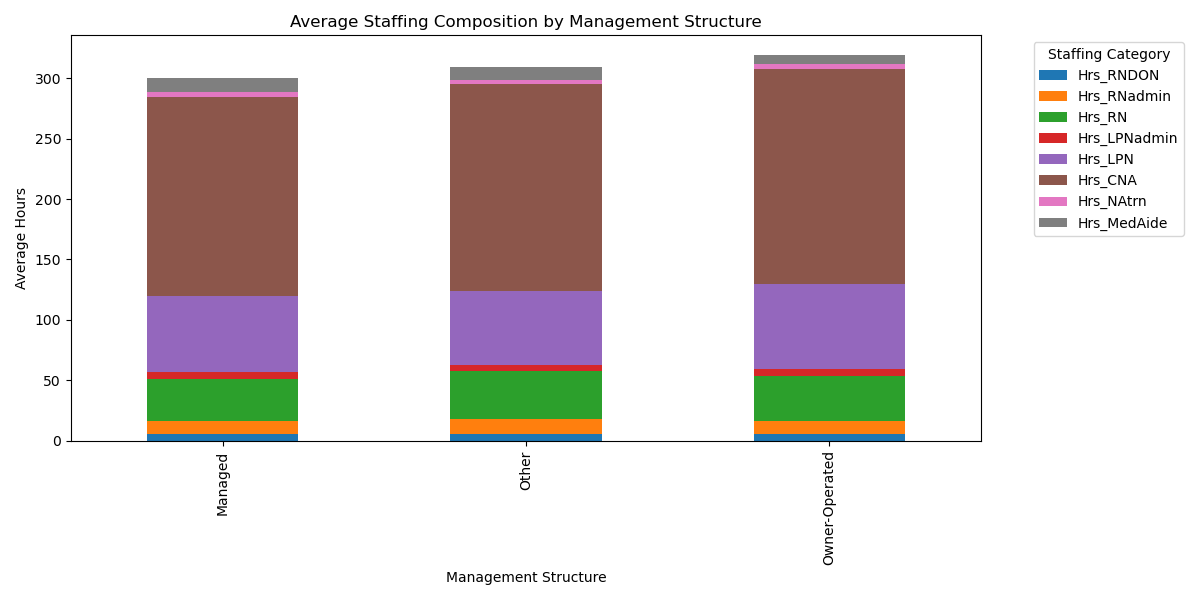 Average Staffing Composition by Management Structure
Average Hours
300
250
200
150
100
50
0
Managed
Other
Owner-Operated
Management Structure
Staffing Category
Hrs_RNDON
Hrs_RNadmin
Hrs_RN
Hrs_LPNadmin
Hrs_LPN
Hrs_CNA
Hrs_NAtrn
Hrs_MedAide